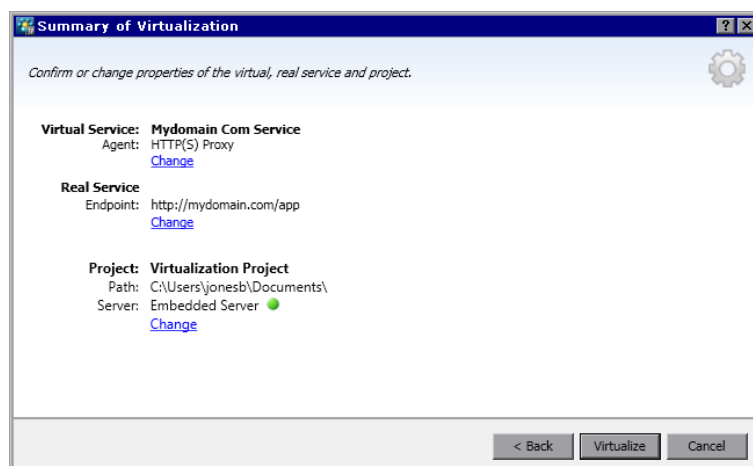 Summary of Virtualization
Confirm or change properties of the virtual, real service and project.
Virtual Service: Mydomain Com Service
Agent: HTTP(S) Proxy
Change
Real Service
Endpoint: http://mydomain.com/app
Change
Project: Virtualization Project
Path: C:\Users\jonesb\Documents\
Server: Embedded Server
Change
< Back Virtualize Cancel